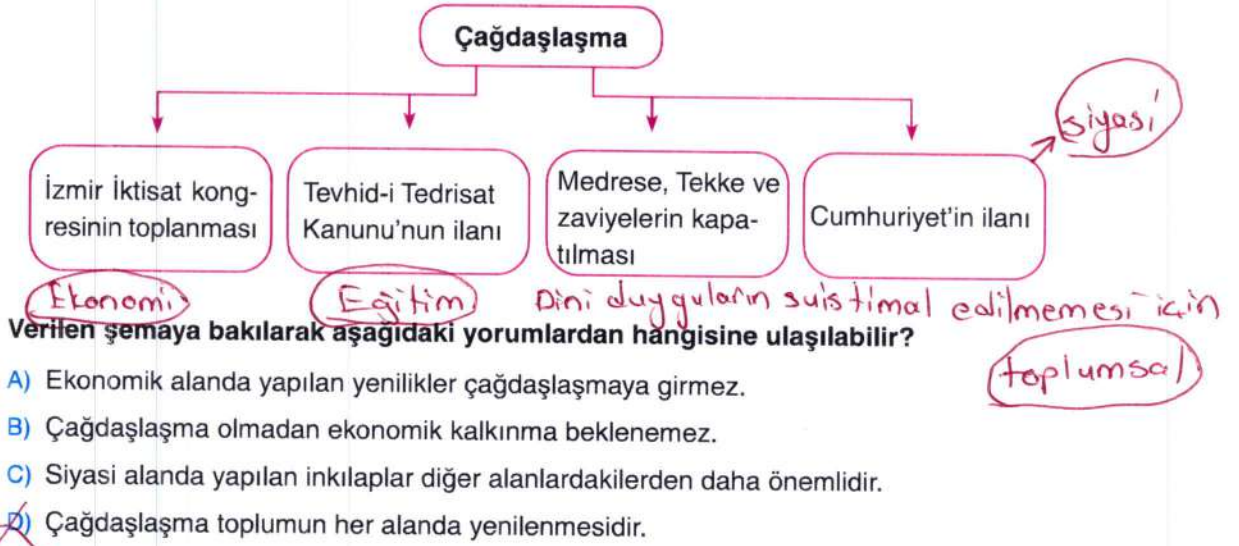 Çağdaşlaşma
siyasi
İzmir İktisat kong-
resinin toplanması
Tevhid-i Tedrisat
Kanunu'nun ilanı
Medrese, Tekke ve
zaviyelerin kapa-
tılması
Cumhuriyet'in ilanı
Ekonomi
Eğitim
Dini duyguların suistimal edilmemesi için
toplumsal
Verilen şemaya bakılarak aşağıdaki yorumlardan hangisine ulaşılabilir?
A) Ekonomik alanda yapılan yenilikler çağdaşlaşmaya girmez.
B) Çağdaşlaşma olmadan ekonomik kalkınma beklenemez.
C) Siyasi alanda yapılan inkılaplar diğer alanlardakilerden daha önemlidir.
D) Çağdaşlaşma toplumun her alanda yenilenmesidir.